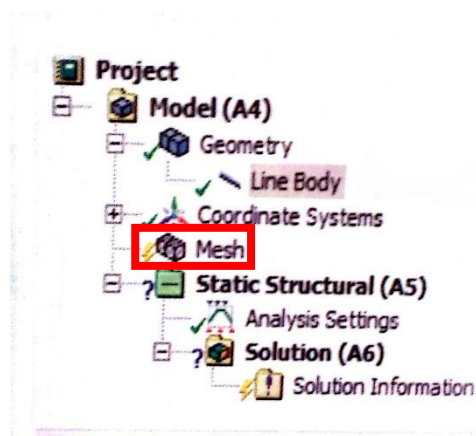 Project
Model (A4)
Geometry
Line Body
Coordinate Systems
Mesh
Static Structural (A5)
Analysis Settings
Solution (A6)
Solution Information